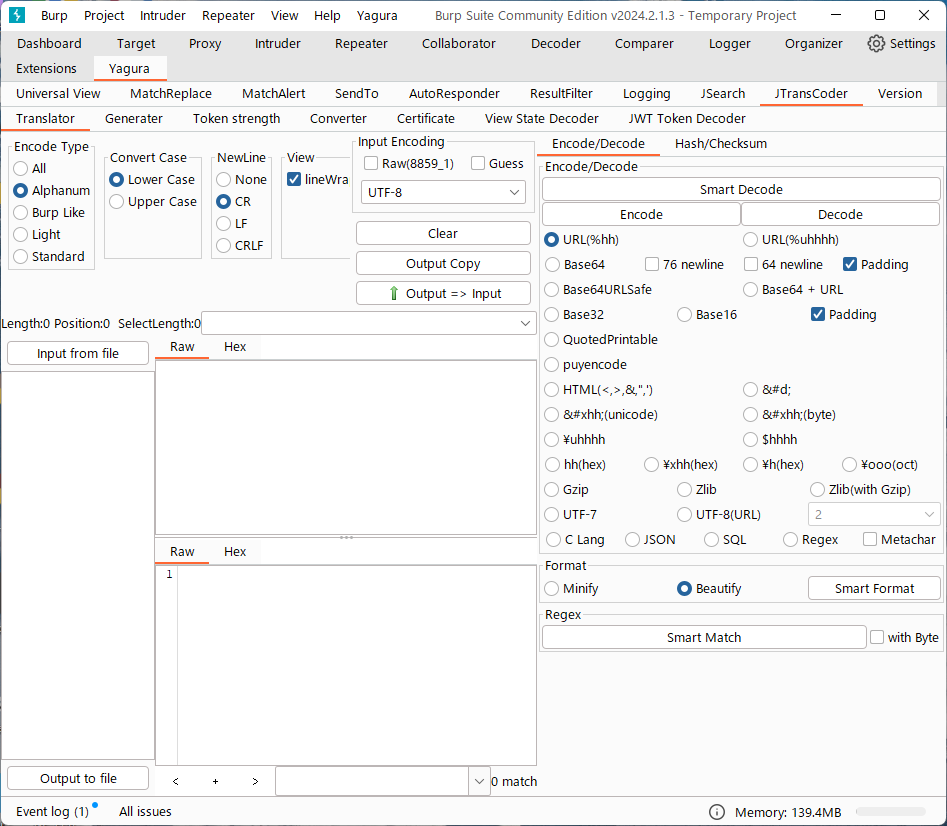 Burp Project Intruder Repeater View Help Yagura Burp Suite Community Edition v2024.2.1.3 - Temporary Project
Dashboard Target Proxy Intruder Repeater Collaborator Decoder Comparer Logger Organizer Settings
Extensions Yagura
Universal View MatchReplace MatchAlert SendTo AutoResponder ResultFilter Logging JSearch JTransCoder Version
Translator Generater Token strength Converter Certificate View State Decoder JWT Token Decoder
Encode Type
All
Alphanum
Burp Like
Light
Standard
Convert Case
Lower Case
Upper Case
NewLine
None
CR
LF
CRLF
View
lineWra
Input Encoding
Raw(8859_1) Guess
UTF-8
Clear
Output Copy
Output => Input
Length:0 Position:0 SelectLength:0
Input from file
Raw Hex
Raw Hex
1
Output to file
< + > 0 match
Encode/Decode Hash/Checksum
Encode/Decode
Smart Decode
Encode Decode
URL(%hh) URL(%uhhhh)
Base64 76 newline 64 newline Padding
Base64URLSafe Base64 + URL
Base32 Base16 Padding
QuotedPrintable
puyencode
HTML(<,>,&,",') &#d;
&#xhh;(unicode) &#xhh;(byte)
¥uhhhh $hhhh
hh(hex) ¥xhh(hex) ¥h(hex) ¥ooo(oct)
Gzip Zlib Zlib(with Gzip)
UTF-7 UTF-8(URL) 2
C Lang JSON SQL Regex Metachar
Format
Minify Beautify Smart Format
Regex
Smart Match with Byte
Event log (1) All issues Memory: 139.4MB